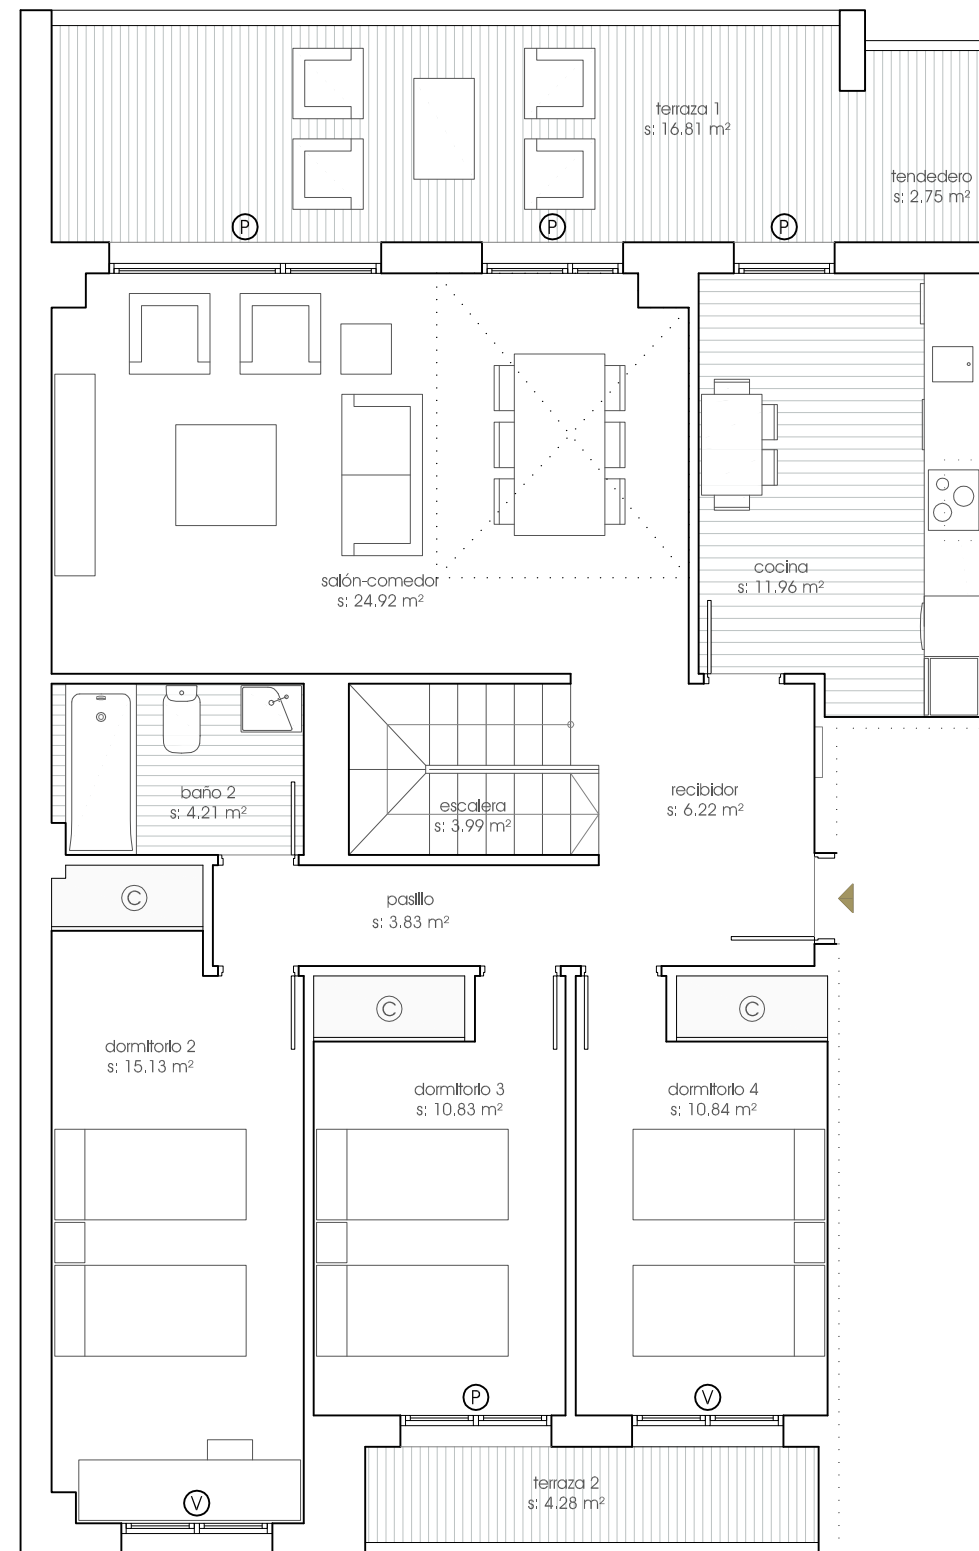 terraza 1
s: 16.81 m²
tendedero
s: 2.75 m²
P
P
P
cocina
s: 11.96 m²
salón-comedor
s: 24.92 m²
baño 2
s: 4.21 m²
escalera
s: 3.99 m²
recibidor
s: 6.22 m²
C
pasillo
s: 3.83 m²
C
C
dormitorio 2
s: 15.13 m²
dormitorio 3
s: 10.83 m²
dormitorio 4
s: 10.84 m²
P
V
V
terraza 2
s: 4.28 m²